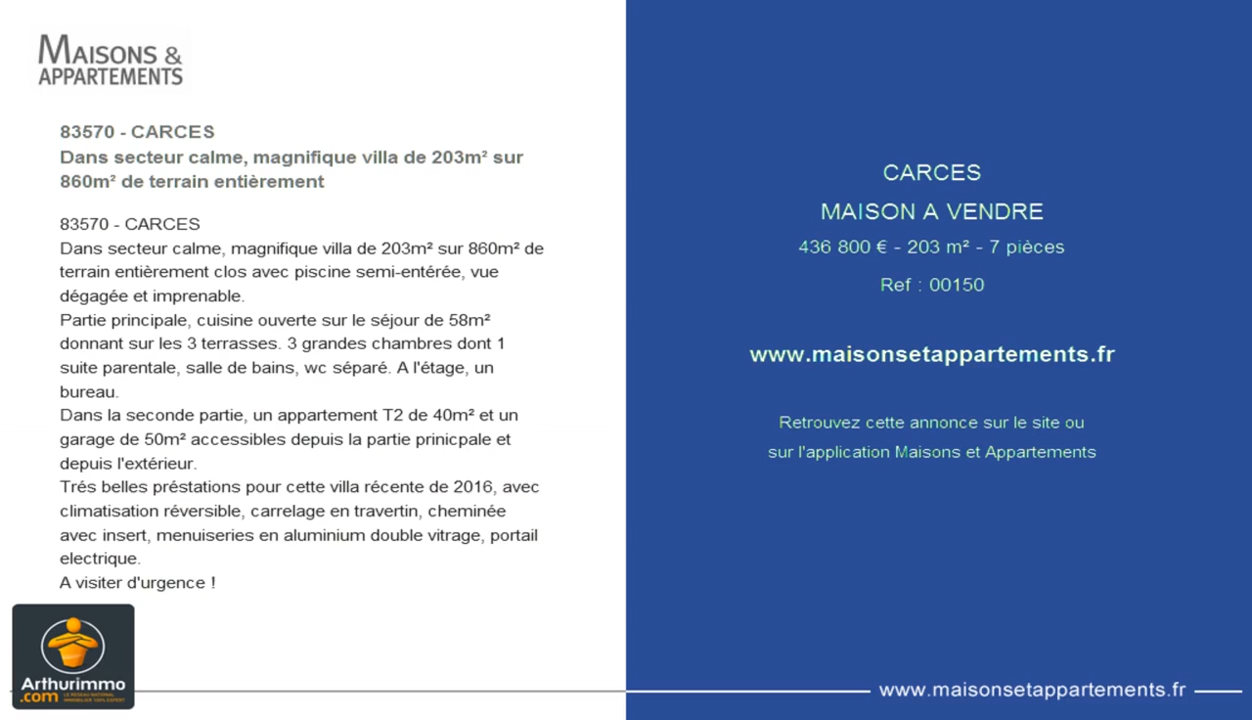 MAISONS &
APPARTEMENTS
83570 - CARCES
Dans secteur calme, magnifique villa de 203m² sur
860m² de terrain entièrement
83570 - CARCES
Dans secteur calme, magnifique villa de 203m² sur 860m² de
terrain entièrement clos avec piscine semi-entérée, vue
dégagée et imprenable.
Partie principale, cuisine ouverte sur le séjour de 58m²
donnant sur les 3 terrasses. 3 grandes chambres dont 1
suite parentale, salle de bains, wc séparé. A l'étage, un
bureau.
Dans la seconde partie, un appartement T2 de 40m² et un
garage de 50m² accessibles depuis la partie prinicpale et
depuis l'extérieur.
Trés belles préstations pour cette villa récente de 2016, avec
climatisation réversible, carrelage en travertin, cheminée
avec insert, menuiseries en aluminium double vitrage, portail
electrique.
A visiter d'urgence !
Arthurimmo
.com LE RESEAU NATIONAL
IMMOBILIER 100% EXPERT
CARCES
MAISON A VENDRE
436 800 € - 203 m² - 7 pièces
Ref : 00150
www.maisonsetappartements.fr
Retrouvez cette annonce sur le site ou
sur l'application Maisons et Appartements
www.maisonsetappartements.fr